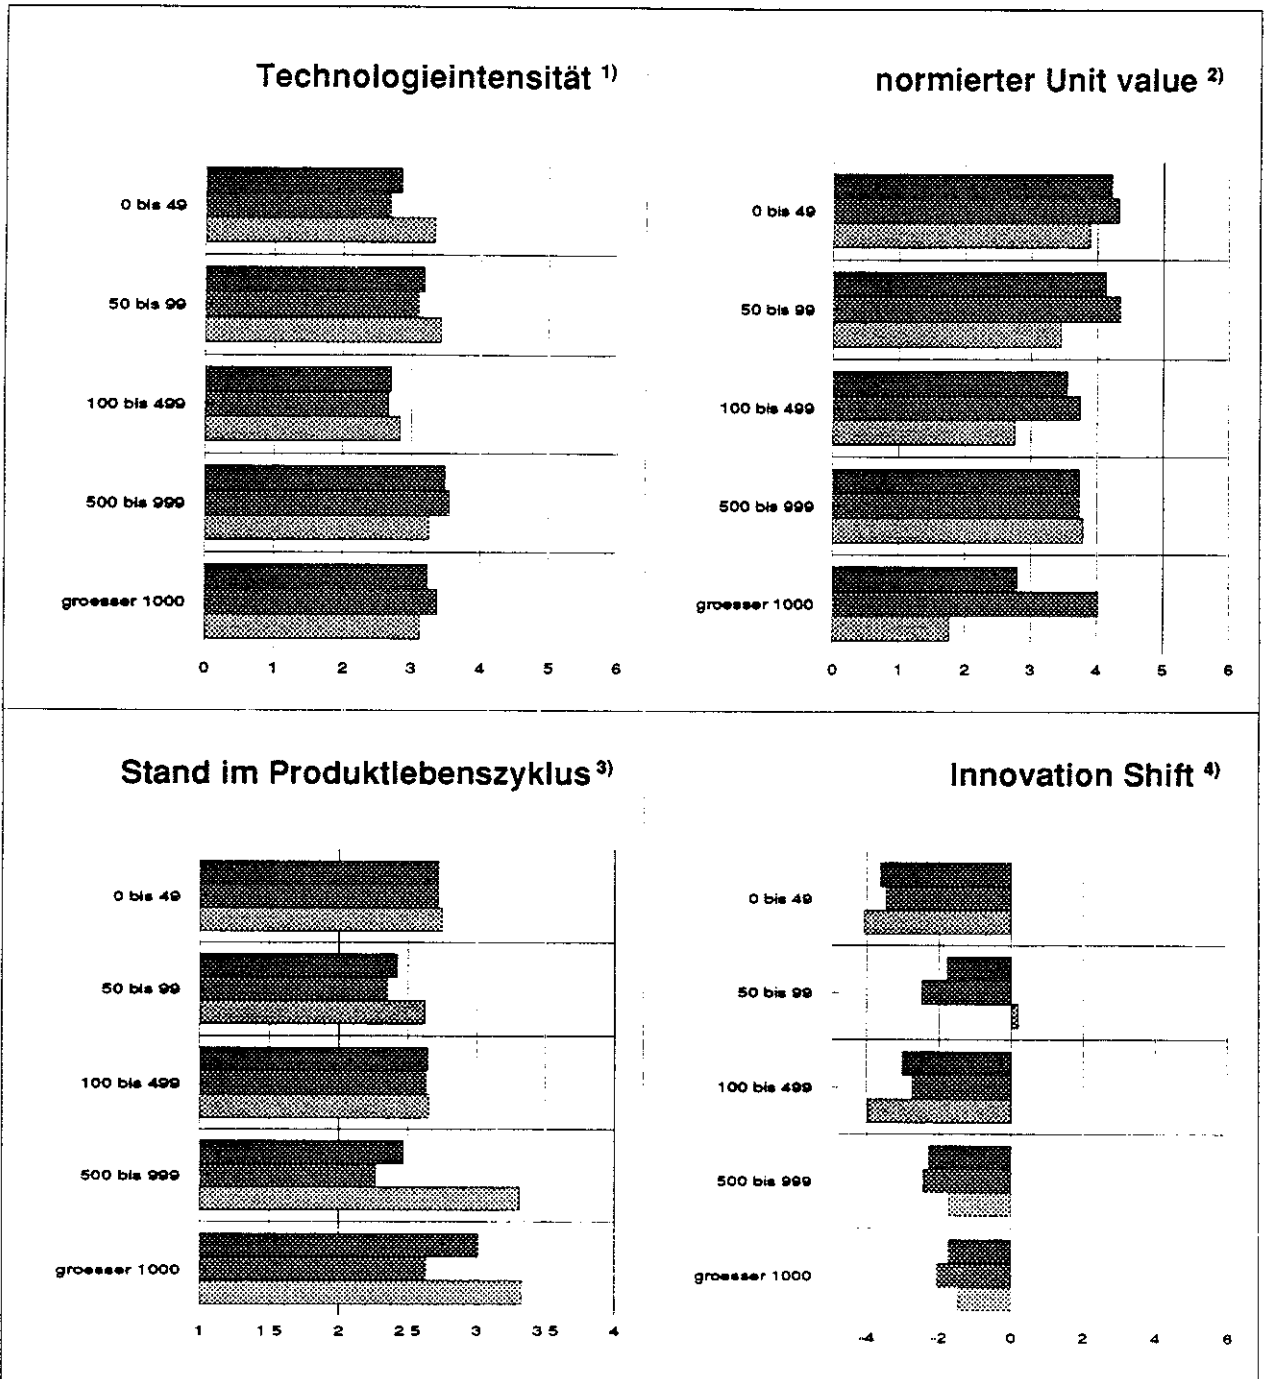 Technologieintensität 1)
0 bis 49
50 bis 99
100 bis 499
500 bis 999
groesser 1000
0 1 2 3 4 5 6
normierter Unit value 2)
0 bis 49
50 bis 99
100 bis 499
500 bis 999
groesser 1000
0 1 2 3 4 5 6
Stand im Produktlebenszyklus 3)
0 bis 49
50 bis 99
100 bis 499
500 bis 999
groesser 1000
1 1 5 2 2 5 3 3 5 4
Innovation Shift 4)
0 bis 49
50 bis 99
100 bis 499
500 bis 999
groesser 1000
-4 -2 0 2 4 6